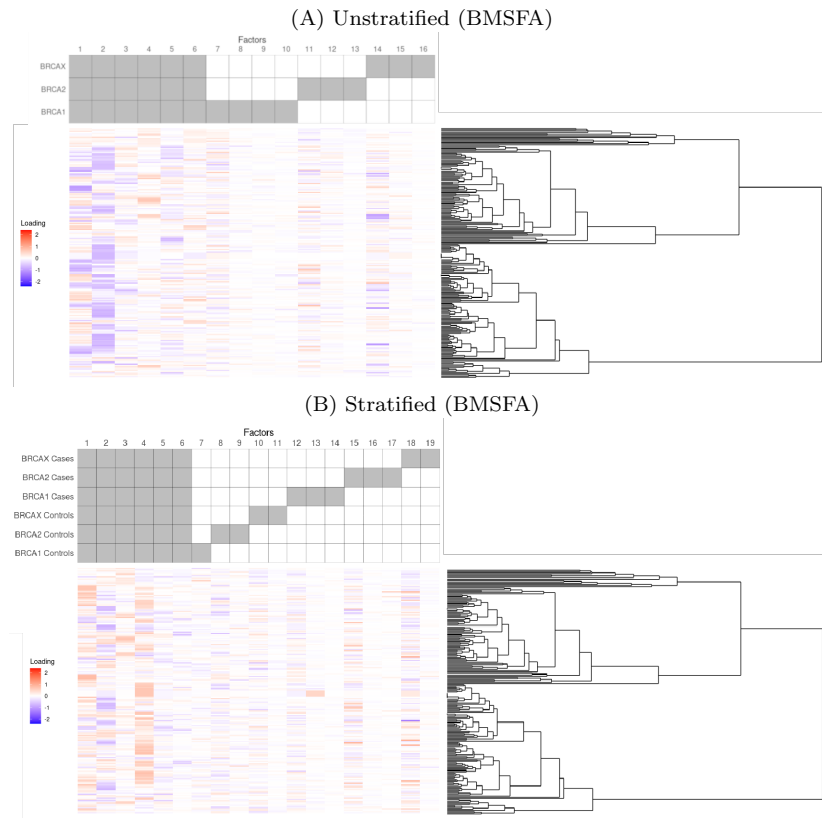 (A) Unstratified (BMSFA)
Factors
1 2 3 4 5 6 7 8 9 10 11 12 13 14 15 16
BRCAX
BRCA2
BRCA1
Loading
2
1
0
-1
-2
(B) Stratified (BMSFA)
Factors
1 2 3 4 5 6 7 8 9 10 11 12 13 14 15 16 17 18 19
BRCAX Cases
BRCA2 Cases
BRCA1 Cases
BRCAX Controls
BRCA2 Controls
BRCA1 Controls
Loading
2
1
0
-1
-2